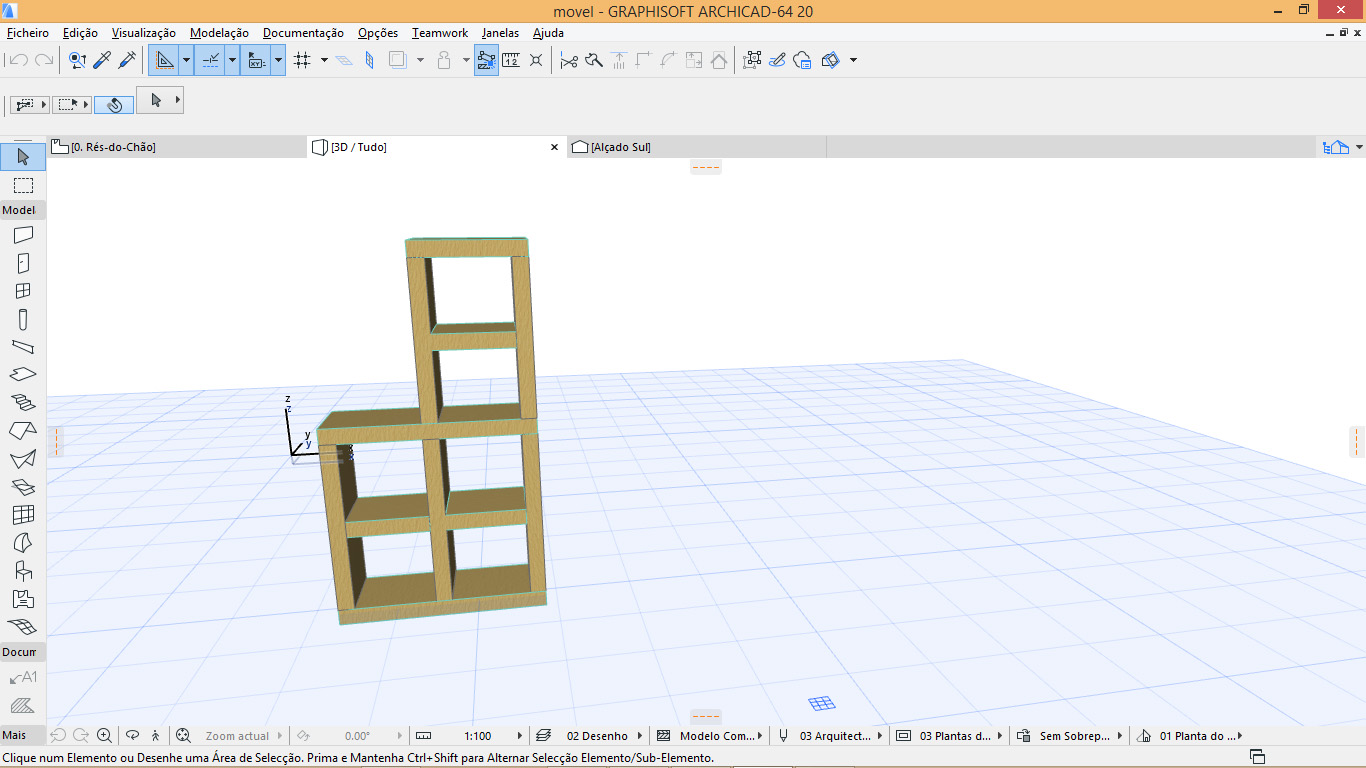 movel - GRAPHISOFT ARCHICAD-64 20
Ficheiro Edição Visualização Modelação Documentação Opções Teamwork Janelas Ajuda
[0. Rés-do-Chão] [3D / Tudo] [Alçado Sul]
Model
z
z
y
y
Docum
A1
Mais Zoom actual 0.00° 1:100 02 Desenho Modelo Com... 03 Arquitect... 03 Plantas d... Sem Sobrep... 01 Planta do ...
Clique num Elemento ou Desenhe uma Área de Selecção. Prima e Mantenha Ctrl+Shift para Alternar Selecção Elemento/Sub-Elemento.